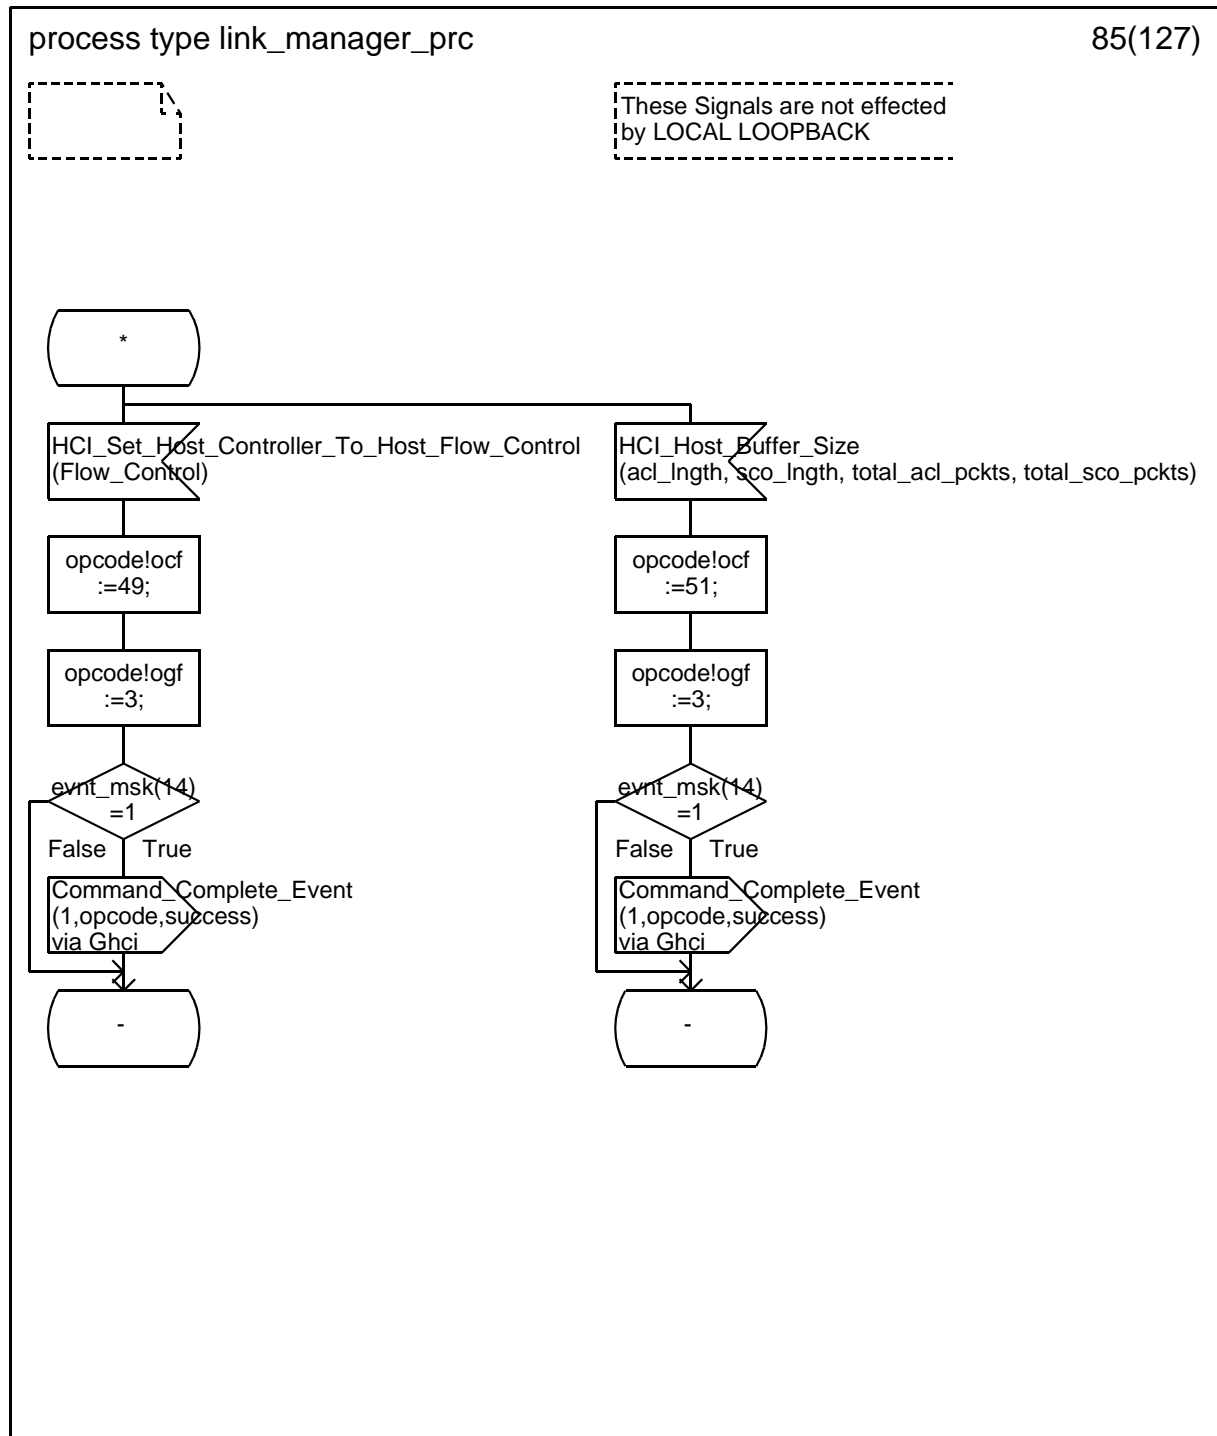 process type link_manager_prc
85(127)
These Signals are not effected
by LOCAL LOOPBACK
*
HCI_Set_Host_Controller_To_Host_Flow_Control
(Flow_Control)
opcode!ocf
:=49;
opcode!ogf
:=3;
evnt_msk(14)
=1
False
True
Command_Complete_Event
(1,opcode,success)
via Ghci
-
HCI_Host_Buffer_Size
(acl_lngth, sco_lngth, total_acl_pckts, total_sco_pckts)
opcode!ocf
:=51;
opcode!ogf
:=3;
evnt_msk(14)
=1
False
True
Command_Complete_Event
(1,opcode,success)
via Ghci
-